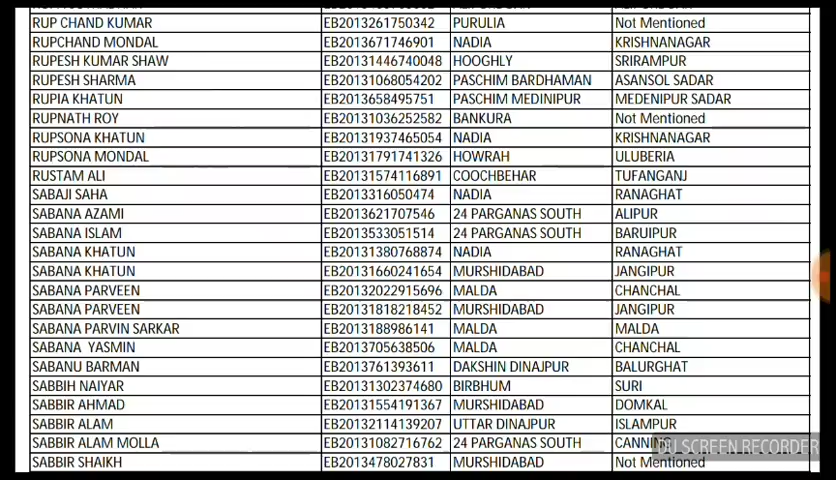 RUP CHAND KUMAR EB2013261750342 PURULIA Not Mentioned
RUPCHAND MONDAL EB2013671746901 NADIA KRISHNANAGAR
RUPESH KUMAR SHAW EB20131446740048 HOOGHLY SRIRAMPUR
RUPESH SHARMA EB20131068054202 PASCHIM BARDHAMAN ASANSOL SADAR
RUPIA KHATUN EB2013658495751 PASCHIM MEDINIPUR MEDENIPUR SADAR
RUPNATH ROY EB20131036252582 BANKURA Not Mentioned
RUPSONA KHATUN EB20131937465054 NADIA KRISHNANAGAR
RUPSONA MONDAL EB20131791741326 HOWRAH ULUBERIA
RUSTAM ALI EB20131574116891 COOCHBEHAR TUFANGANJ
SABAJI SAHA EB2013316050474 NADIA RANAGHAT
SABANA AZAMI EB2013621707546 24 PARGANAS SOUTH ALIPUR
SABANA ISLAM EB2013533051514 24 PARGANAS SOUTH BARUIPUR
SABANA KHATUN EB20131380768874 NADIA RANAGHAT
SABANA KHATUN EB20131660241654 MURSHIDABAD JANGIPUR
SABANA PARVEEN EB20132022915696 MALDA CHANCHAL
SABANA PARVEEN EB20131818218452 MURSHIDABAD JANGIPUR
SABANA PARVIN SARKAR EB2013188986141 MALDA MALDA
SABANA YASMIN EB2013705638506 MALDA CHANCHAL
SABANU BARMAN EB2013761393611 DAKSHIN DINAJPUR BALURGHAT
SABBIH NAIYAR EB20131302374680 BIRBHUM SURI
SABBIR AHMAD EB20131554191367 MURSHIDABAD DOMKAL
SABBIR ALAM EB20132114139207 UTTAR DINAJPUR ISLAMPUR
SABBIR ALAM MOLLA EB20131082716762 24 PARGANAS SOUTH CANNING
DU SCREEN RECORDER
SABBIR SHAIKH EB2013478027831 MURSHIDABAD Not Mentioned